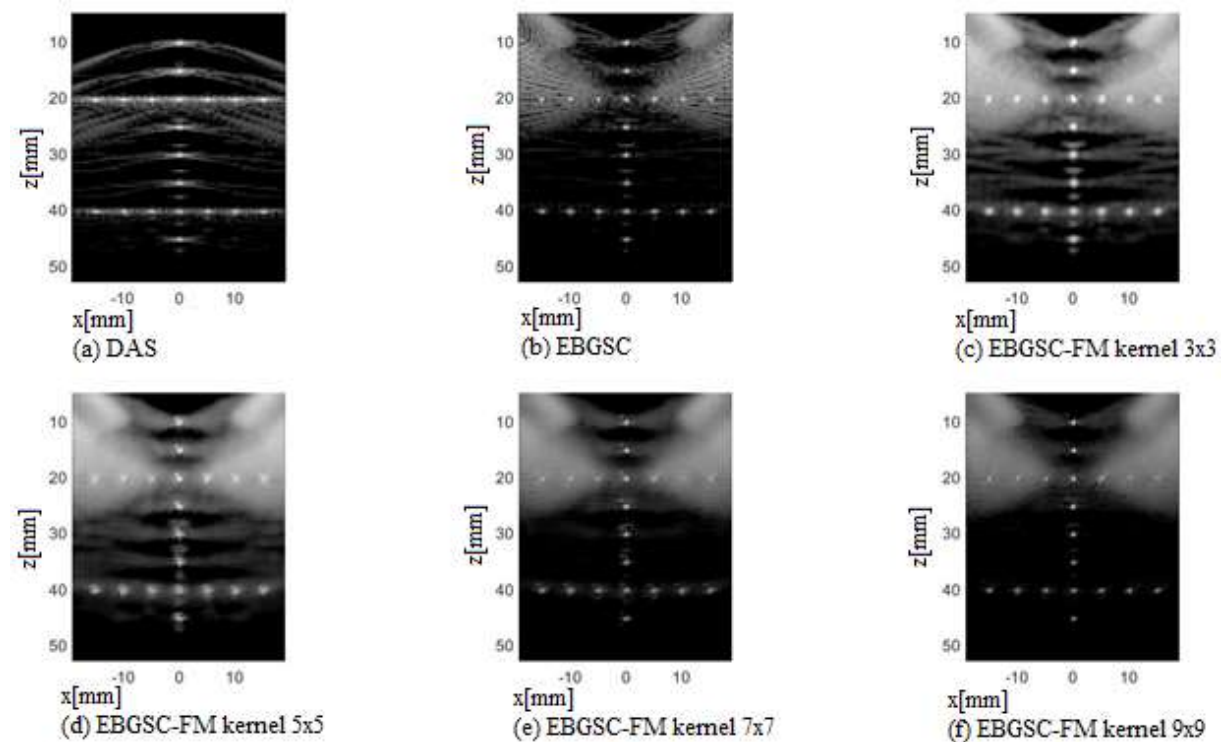 10
20
z[mm]
30
40
50
-10 0 10
x[mm]
(a) DAS
10
20
z[mm]
30
40
50
-10 0 10
x[mm]
(b) EBGSC
10
20
z[mm]
30
40
50
-10 0 10
x[mm]
(c) EBGSC-FM kernel 3x3
10
20
z[mm]
30
40
50
-10 0 10
x[mm]
(d) EBGSC-FM kernel 5x5
10
20
z[mm]
30
40
50
-10 0 10
x[mm]
(e) EBGSC-FM kernel 7x7
10
20
z[mm]
30
40
50
-10 0 10
x[mm]
(f) EBGSC-FM kernel 9x9